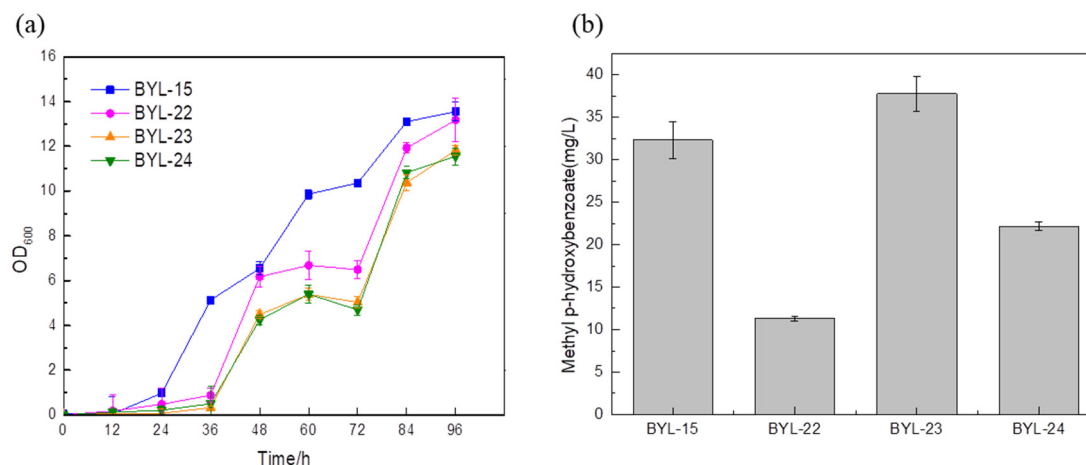 (a)
16
14
12
10
8
6
4
2
0
OD600
BYL-15
BYL-22
BYL-23
BYL-24
0 12 24 36 48 60 72 84 96
Time/h
(b)
40
35
30
25
20
15
10
5
0
Methyl p-hydroxybenzoate(mg/L)
BYL-15 BYL-22 BYL-23 BYL-24